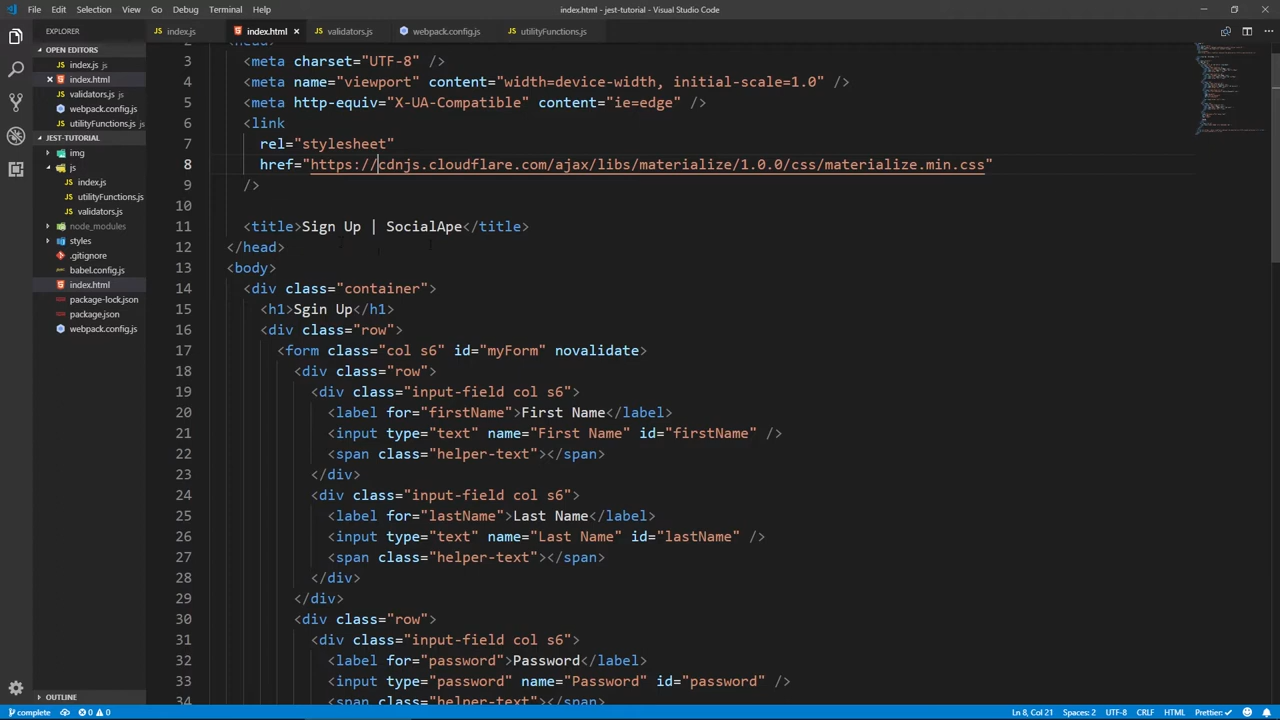 File Edit Selection View Go Debug Terminal Help
index.html - jest-tutorial - Visual Studio Code
EXPLORER
OPEN EDITORS
index.js js
index.html
validators.js js
webpack.config.js
utilityFunctions.js js
JEST-TUTORIAL
img
js
index.js
utilityFunctions.js
validators.js
node_modules
styles
.gitignore
babel.config.js
index.html
package-lock.json
package.json
webpack.config.js
OUTLINE
index.js
index.html
validators.js
webpack.config.js
utilityFunctions.js
2 <head>
3 <meta charset="UTF-8" />
4 <meta name="viewport" content="width=device-width, initial-scale=1.0" />
5 <meta http-equiv="X-UA-Compatible" content="ie=edge" />
6 <link
7 rel="stylesheet"
8 href="https://cdnjs.cloudflare.com/ajax/libs/materialize/1.0.0/css/materialize.min.css"
9 />
10
11 <title>Sign Up | SocialApe</title>
12 </head>
13 <body>
14 <div class="container">
15 <h1>Sgin Up</h1>
16 <div class="row">
17 <form class="col s6" id="myForm" novalidate>
18 <div class="row">
19 <div class="input-field col s6">
20 <label for="firstName">First Name</label>
21 <input type="text" name="First Name" id="firstName" />
22 <span class="helper-text"></span>
23 </div>
24 <div class="input-field col s6">
25 <label for="lastName">Last Name</label>
26 <input type="text" name="Last Name" id="lastName" />
27 <span class="helper-text"></span>
28 </div>
29 </div>
30 <div class="row">
31 <div class="input-field col s6">
32 <label for="password">Password</label>
33 <input type="password" name="Password" id="password" />
34 <span class="helper-text"></span>
complete 0 0
Ln 8, Col 21 Spaces: 2 UTF-8 CRLF HTML Prettier: ✓